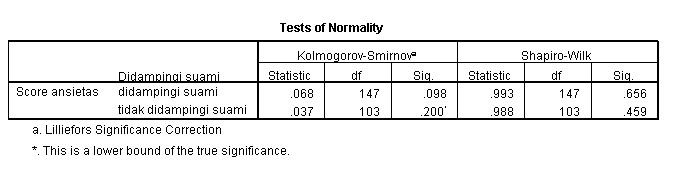 Tests of Normality
Kolmogorov-Smirnovª Shapiro-Wilk
Didampingi suami Statistic df Sig. Statistic df Sig.
Score ansietas didampingi suami .068 147 .098 .993 147 .656
tidak didampingi suami .037 103 .200* .988 103 .459
a. Lilliefors Significance Correction
*. This is a lower bound of the true significance.